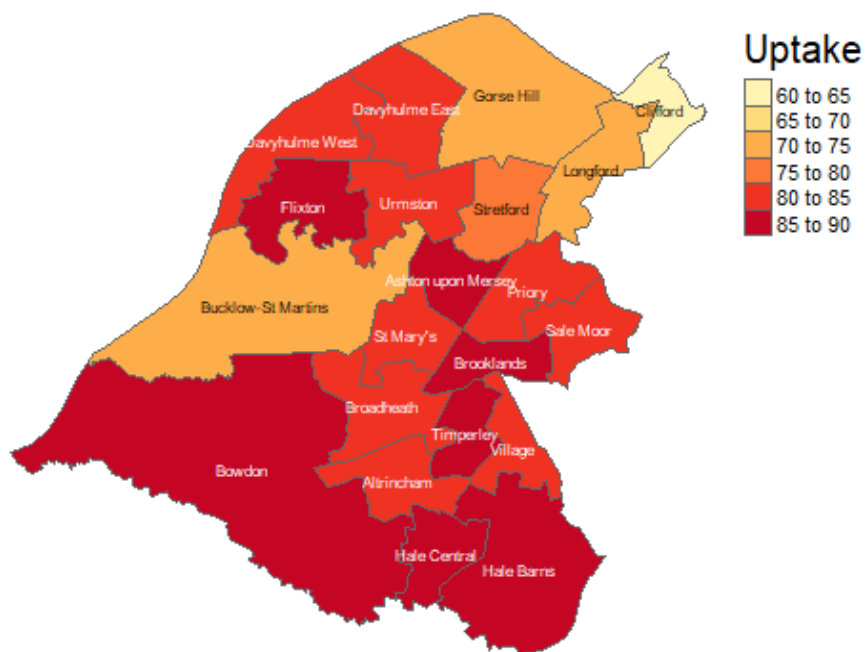 Uptake
60 to 65
65 to 70
70 to 75
75 to 80
80 to 85
85 to 90
Gorse Hill
Davyhulme East
Clifford
Davyhulme West
Longford
Flixton
Urmston
Stretford
Ashton upon Mersey
Priory
Bucklow-St Martins
St Mary's
Sale Moor
Brooklands
Broadheath
Timperley
Village
Bowdon
Altrincham
Hale Central
Hale Barns